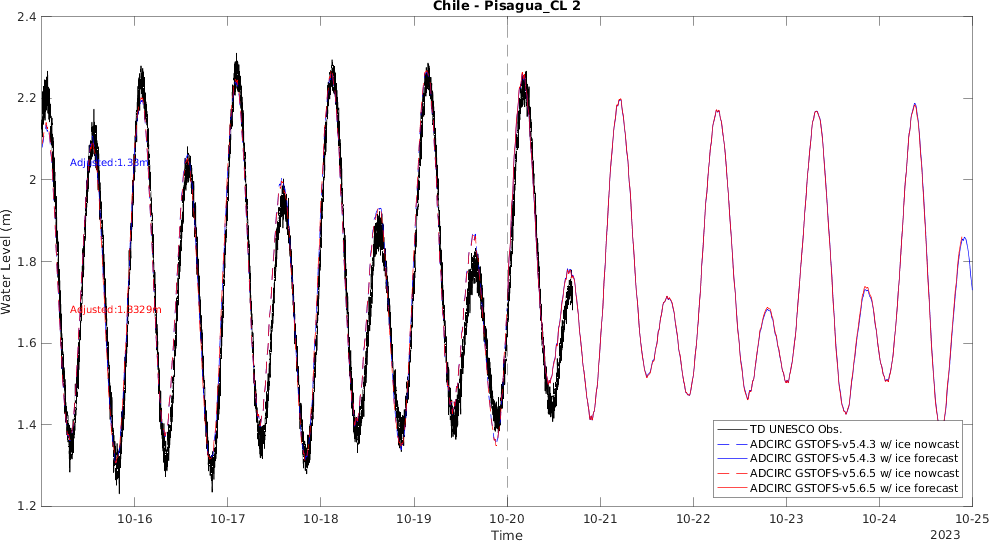 Chile - Pisagua_CL 2
2.4
2.2
2
1.8
1.6
1.4
1.2
Water Level (m)
Adjusted:1.33m
Adjusted:1.3329m
TD UNESCO Obs.
ADCIRC GSTOFS-v5.4.3 w/ ice nowcast
ADCIRC GSTOFS-v5.4.3 w/ ice forecast
ADCIRC GSTOFS-v5.6.5 w/ ice nowcast
ADCIRC GSTOFS-v5.6.5 w/ ice forecast
10-16 10-17 10-18 10-19 10-20 10-21 10-22 10-23 10-24 10-25
Time
2023